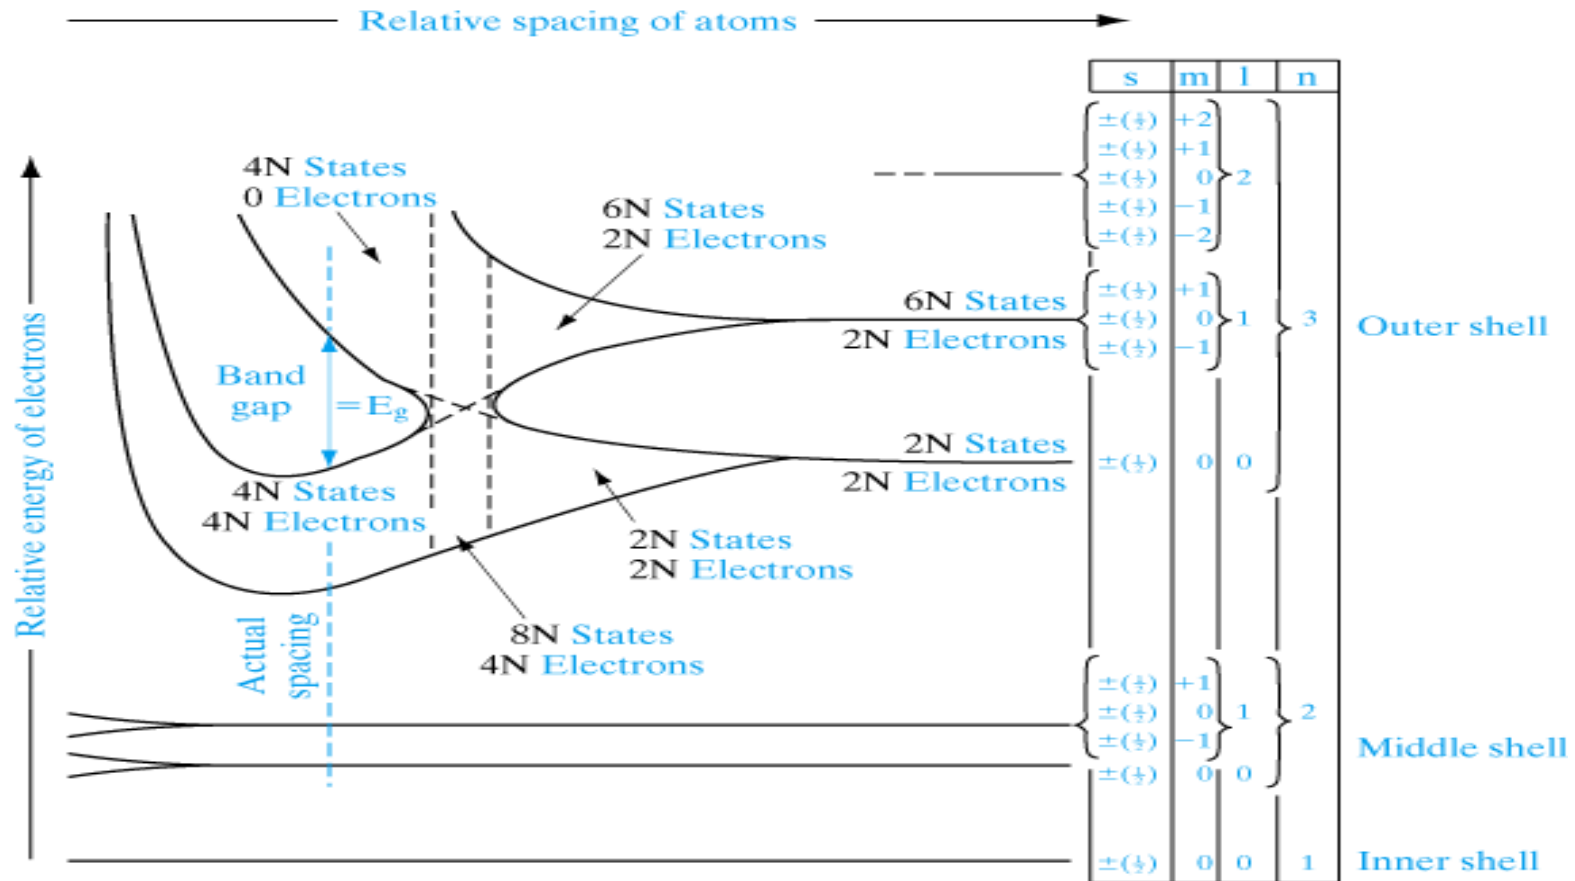 Relative spacing of atoms
s m l n
±(½) +2
±(½) +1
±(½) 0 2
±(½) −1
±(½) −2
4N States
0 Electrons
6N States
2N Electrons
±(½) +1
6N States
±(½) 0 1 3
Outer shell
2N Electrons
±(½) −1
Relative energy of electrons
Band
gap
=Eg
2N States
±(½) 0 0
2N Electrons
4N States
4N Electrons
2N States
2N Electrons
8N States
4N Electrons
Actual
spacing
±(½) +1
±(½) 0 1 2
±(½) −1
Middle shell
±(½) 0 0
±(½) 0 0 1
Inner shell